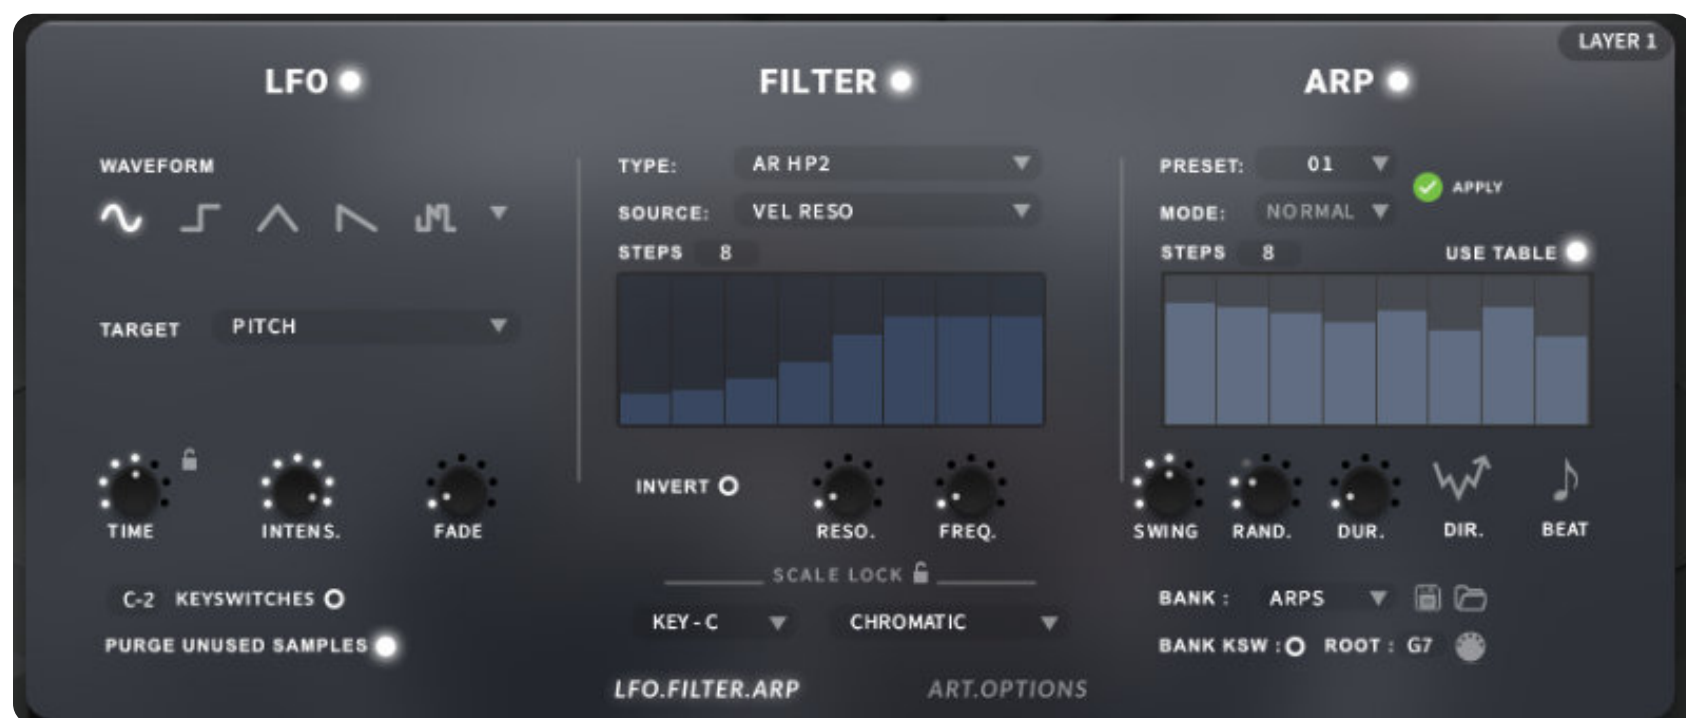 LAYER 1
LFO
FILTER
ARP
WAVEFORM
TARGET PITCH
TIME INTENS. FADE
C-2 KEYSWITCHES
PURGE UNUSED SAMPLES
TYPE: AR HP2
SOURCE: VEL RESO
STEPS 8
INVERT
RESO. FREQ.
SCALE LOCK
KEY - C CHROMATIC
PRESET: 01
APPLY
MODE: NORMAL
STEPS 8 USE TABLE
SWING RAND. DUR. DIR. BEAT
BANK : ARPS
BANK KSW : ROOT : G7
LFO.FILTER.ARP ART.OPTIONS